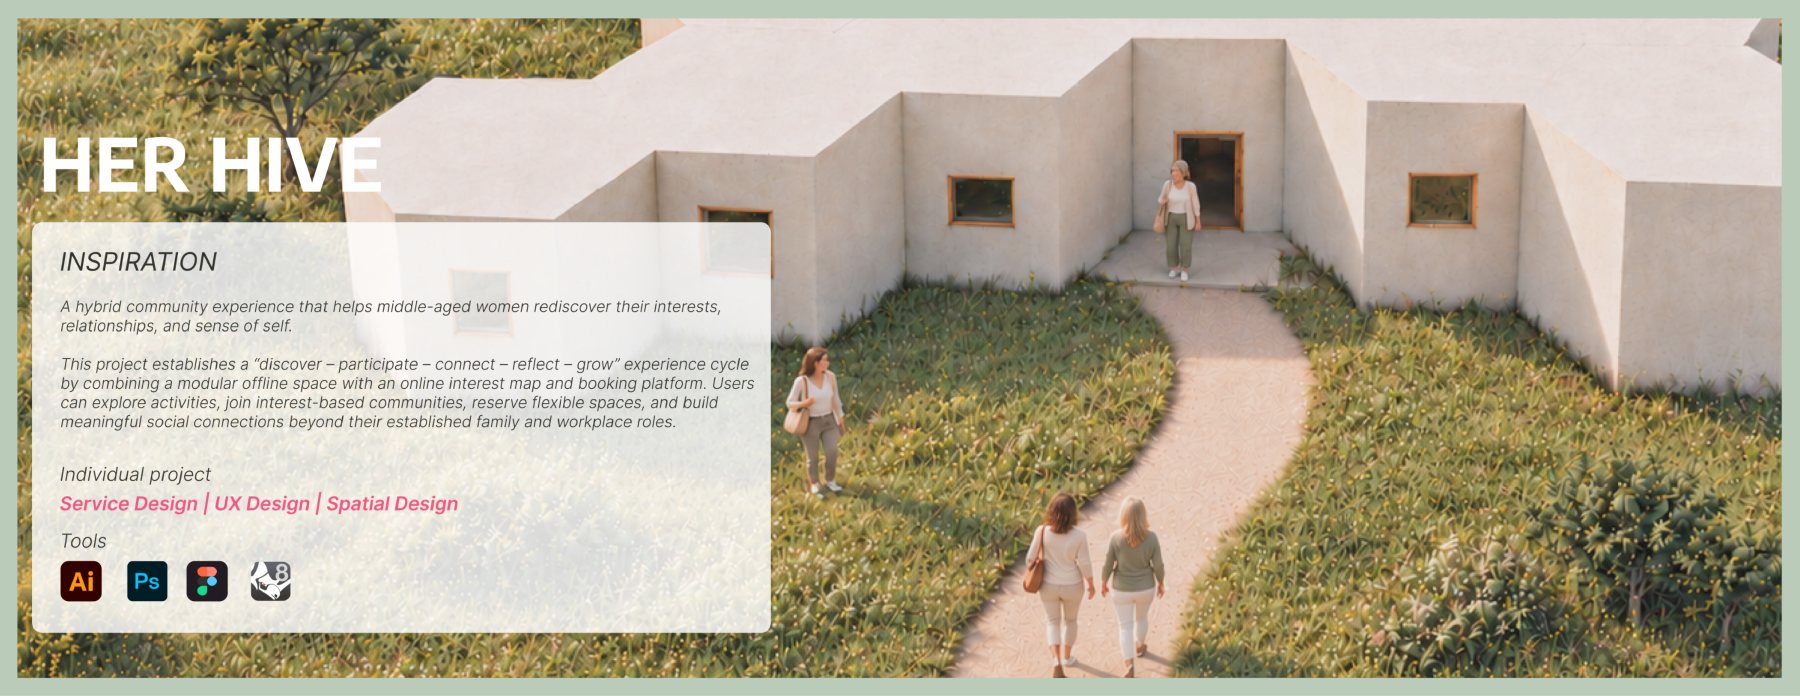 HER HIVE
INSPIRATION
A hybrid community experience that helps middle-aged women rediscover their interests,
relationships, and sense of self.
This project establishes a “discover – participate – connect – reflect – grow” experience cycle
by combining a modular offline space with an online interest map and booking platform. Users
can explore activities, join interest-based communities, reserve flexible spaces, and build
meaningful social connections beyond their established family and workplace roles.
Individual project
Service Design | UX Design | Spatial Design
Tools
Ai Ps 8